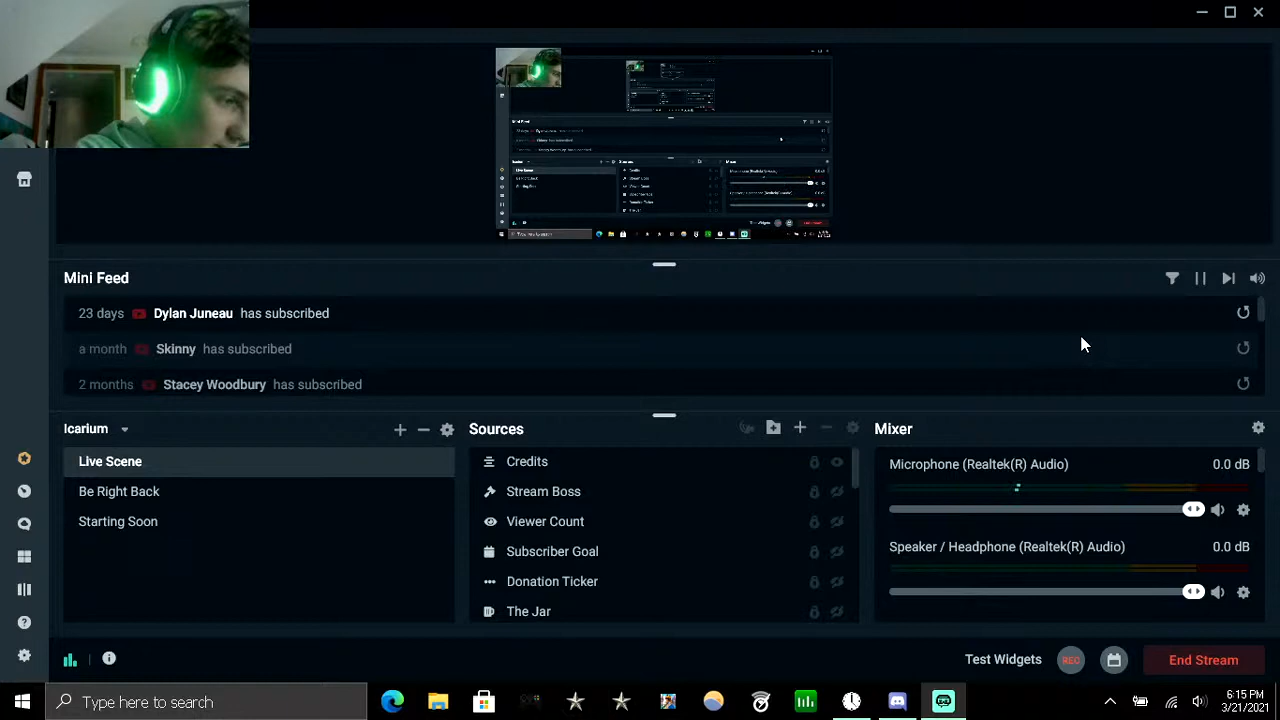 Mini Feed
23 days Dylan Juneau has subscribed
a month Skinny has subscribed
2 months Stacey Woodbury has subscribed
Icarium
Sources
Mixer
Live Scene
Be Right Back
Starting Soon
Credits
Stream Boss
Viewer Count
Subscriber Goal
Donation Ticker
The Jar
Microphone (Realtek(R) Audio) 0.0 dB
Speaker / Headphone (Realtek(R) Audio) 0.0 dB
Test Widgets REC End Stream
Type here to search
PM
3/21/2021